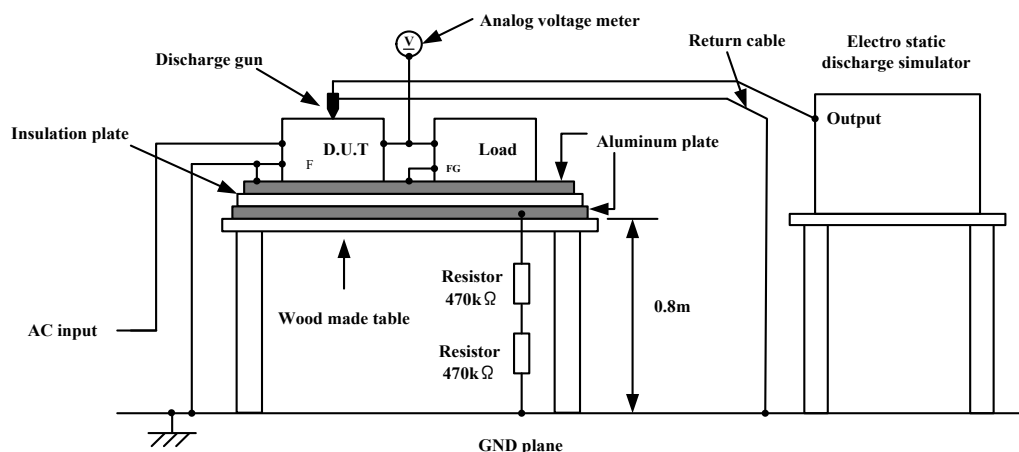 Analog voltage meter
V
Return cable
Electro static
discharge simulator
Discharge gun
Insulation plate
Output
D.U.T
Load
Aluminum plate
F
FG
Resistor
470kΩ
0.8m
Wood made table
AC input
Resistor
470kΩ
GND plane